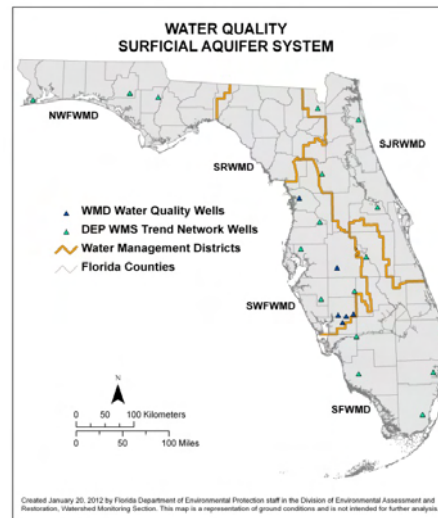 WATER QUALITY
SURFICIAL AQUIFER SYSTEM
NWFWMD
SJRWMD
SRWMD
WMD Water Quality Wells
DEP WMS Trend Network Wells
Water Management Districts
Florida Counties
SWFWMD
N
0 50 100 Kilometers
0 50 100 Miles
SFWMD
Created January 20, 2012 by Florida Department of Environmental Protection staff in the Division of Environmental Assessment and
Restoration, Watershed Monitoring Section. This map is a representation of ground conditions and is not intended for further analysis.